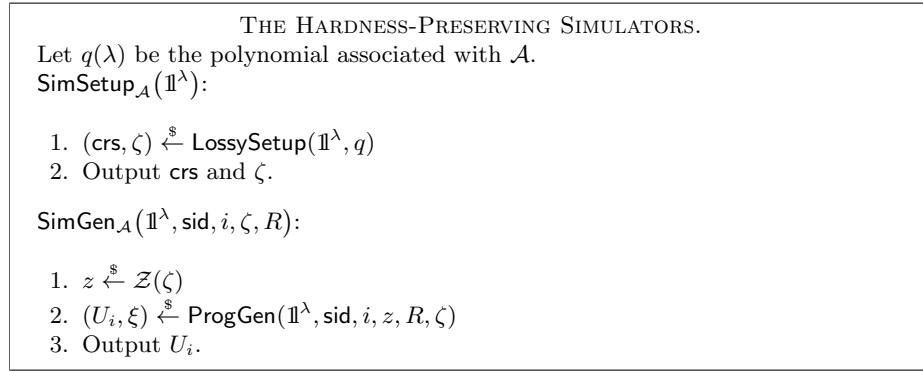 THE HARDNESS-PRESERVING SIMULATORS.
Let q(λ) be the polynomial associated with 𝒜.
SimSetup_𝒜(𝟙^λ):
1. (crs, ζ) ←$ LossySetup(𝟙^λ, q)
2. Output crs and ζ.
SimGen_𝒜(𝟙^λ, sid, i, ζ, R):
1. z ←$ 𝒵(ζ)
2. (U_i, ξ) ←$ ProgGen(𝟙^λ, sid, i, z, R, ζ)
3. Output U_i.